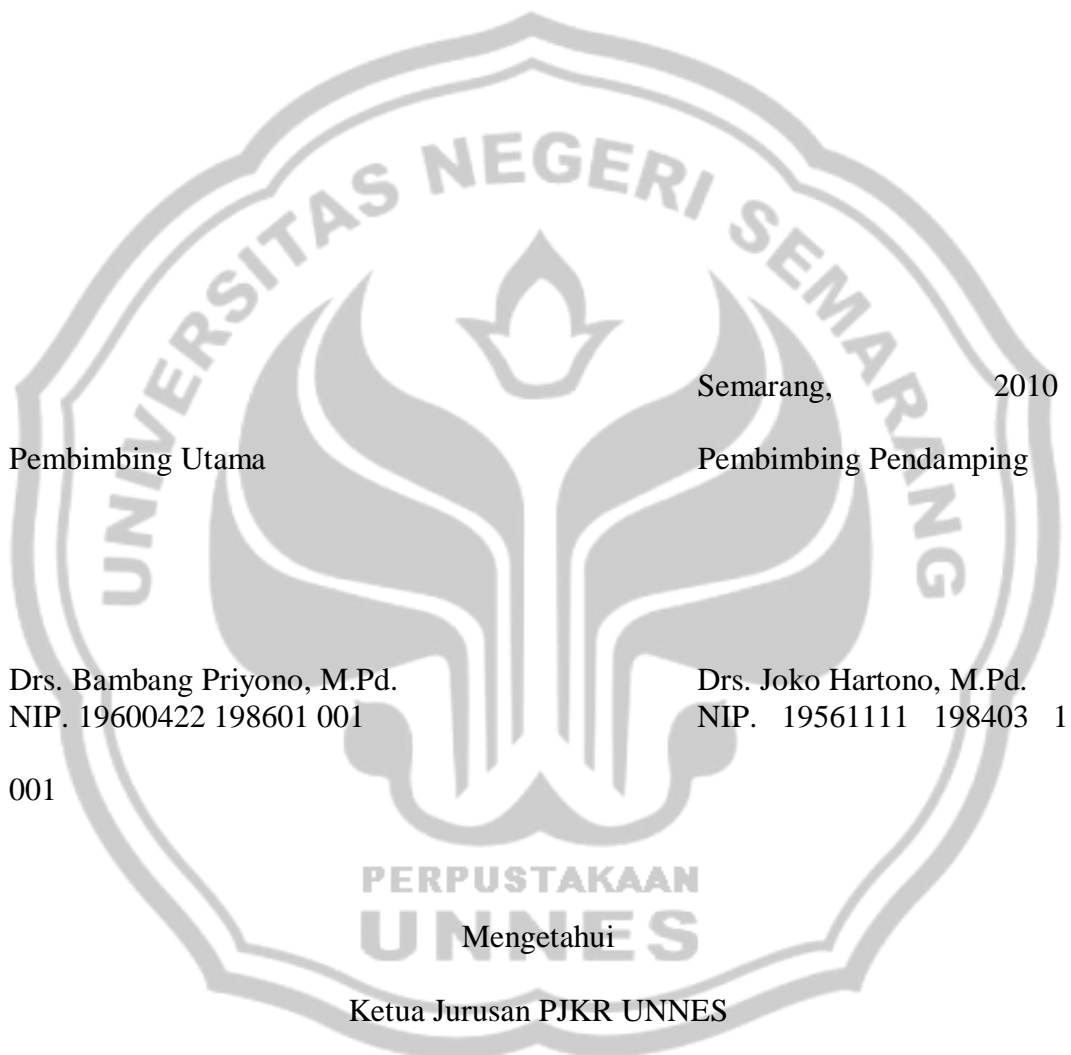 UNIVERSITAS NEGERI SEMARANG
Semarang, 2010
Pembimbing Utama Pembimbing Pendamping
Drs. Bambang Priyono, M.Pd. Drs. Joko Hartono, M.Pd.
NIP. 19600422 198601 001 NIP. 19561111 198403 1
001
PERPUSTAKAAN
UNNES
Mengetahui
Ketua Jurusan PJKR UNNES